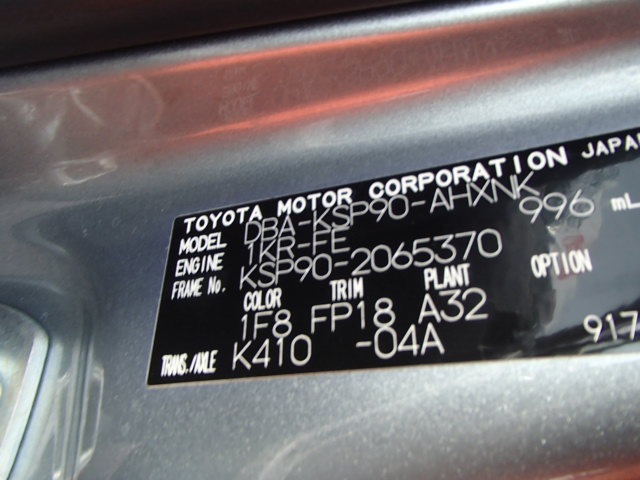 TOYOTA MOTOR CORPORATION JAPAN
MODEL DBA-KSP90-AHXNK
ENGINE 1KR-FE 996 mL
FRAME No. KSP90-2065370
COLOR TRIM PLANT OPTION
1F8 FP18 A32
TRANS./AXLE K410 -04A 917